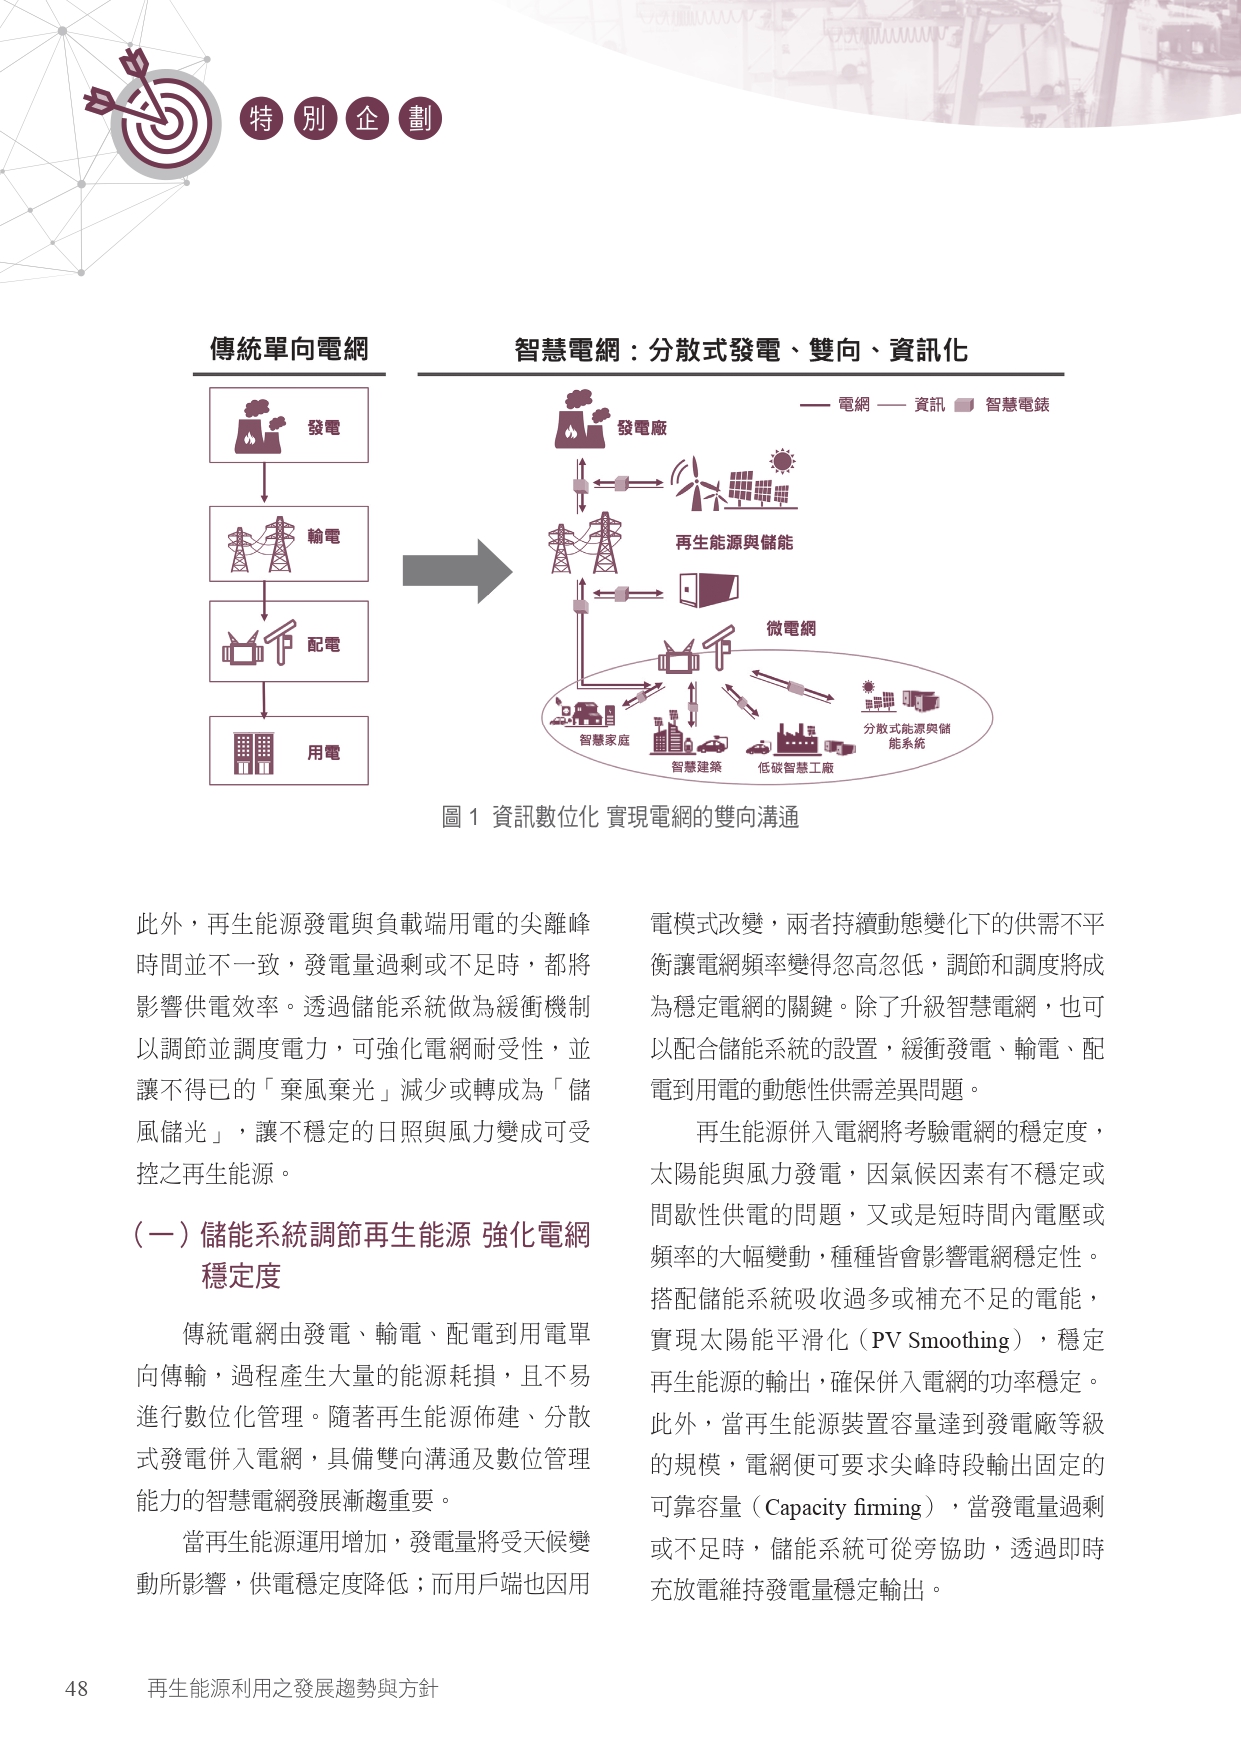 特別企劃
傳統單向電網
智慧電網：分散式發電、雙向、資訊化
發電
輸電
配電
用電
電網
資訊
智慧電錶
發電廠
再生能源與儲能
微電網
智慧家庭
智慧建築
低碳智慧工廠
分散式能源與儲
能系統
圖 1 資訊數位化 實現電網的雙向溝通
此外，再生能源發電與負載端用電的尖離峰
時間並不一致，發電量過剩或不足時，都將
影響供電效率。透過儲能系統做為緩衝機制
以調節並調度電力，可強化電網耐受性，並
讓不得已的「棄風棄光」減少或轉成為「儲
風儲光」，讓不穩定的日照與風力變成可受
控之再生能源。
（一）儲能系統調節再生能源 強化電網
穩定度
傳統電網由發電、輸電、配電到用電單
向傳輸，過程產生大量的能源耗損，且不易
進行數位化管理。隨著再生能源佈建、分散
式發電併入電網，具備雙向溝通及數位管理
能力的智慧電網發展漸趨重要。
當再生能源運用增加，發電量將受天候變
動所影響，供電穩定度降低；而用戶端也因用
電模式改變，兩者持續動態變化下的供需不平
衡讓電網頻率變得忽高忽低，調節和調度將成
為穩定電網的關鍵。除了升級智慧電網，也可
以配合儲能系統的設置，緩衝發電、輸電、配
電到用電的動態性供需差異問題。
再生能源併入電網將考驗電網的穩定度，
太陽能與風力發電，因氣候因素有不穩定或
間歇性供電的問題，又或是短時間內電壓或
頻率的大幅變動，種種皆會影響電網穩定性。
搭配儲能系統吸收過多或補充不足的電能，
實現太陽能平滑化（PV Smoothing），穩定
再生能源的輸出，確保併入電網的功率穩定。
此外，當再生能源裝置容量達到發電廠等級
的規模，電網便可要求尖峰時段輸出固定的
可靠容量（Capacity firming），當發電量過剩
或不足時，儲能系統可從旁協助，透過即時
充放電維持發電量穩定輸出。
48 再生能源利用之發展趨勢與方針